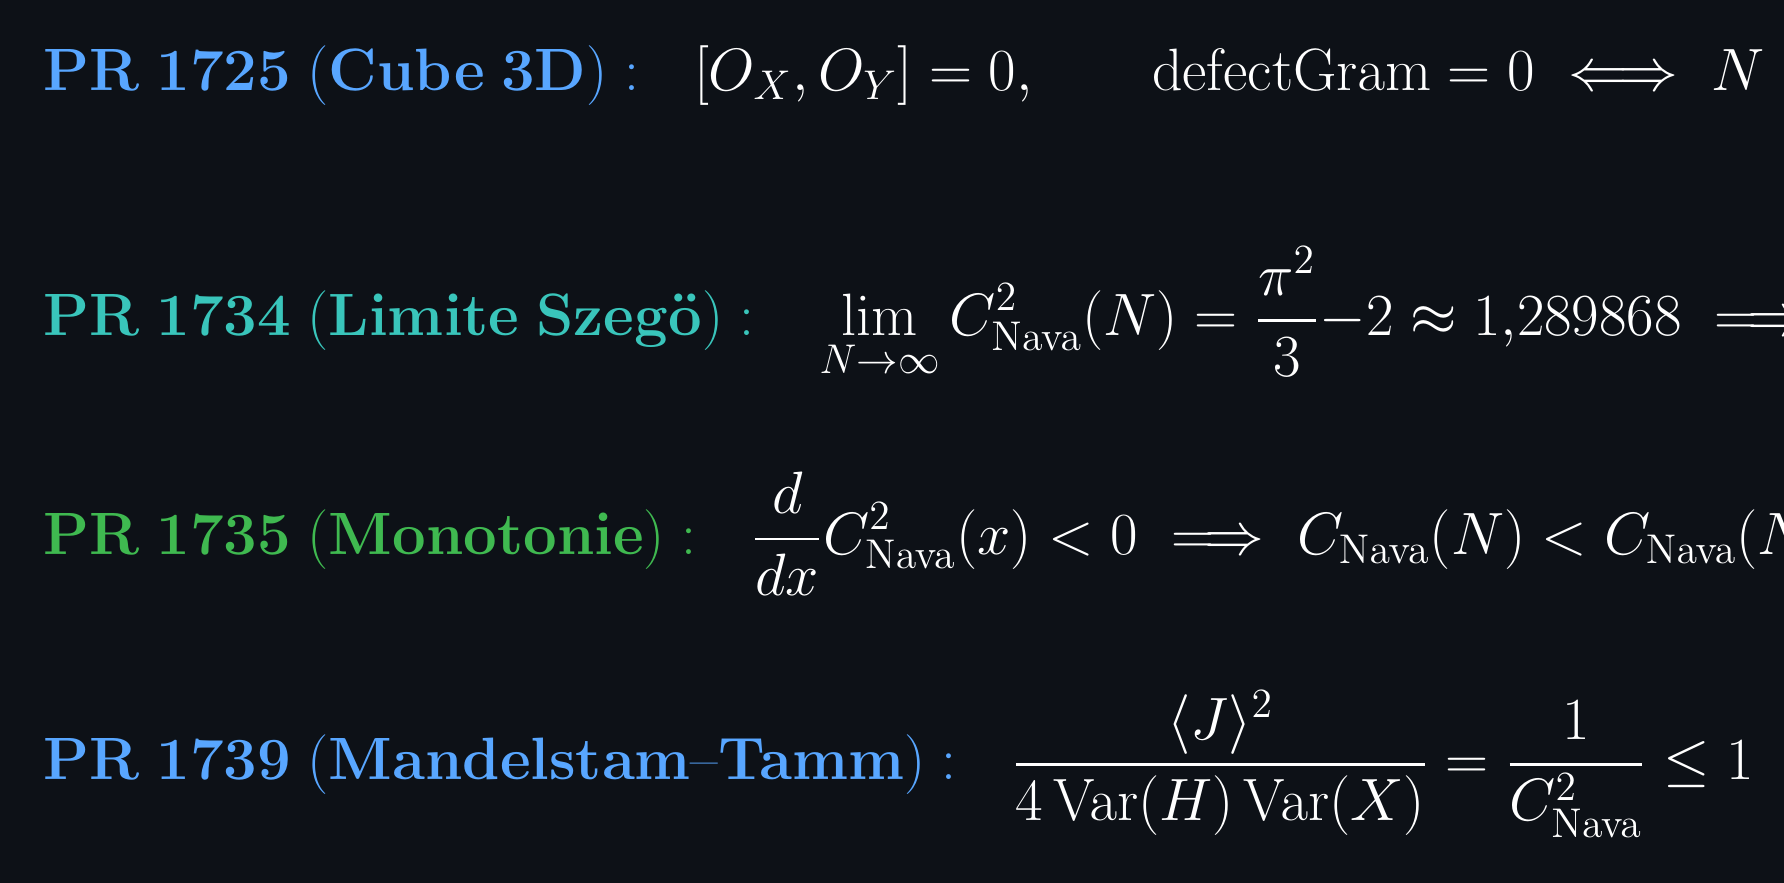 PR 1725 (Cube 3D) : [O_X, O_Y] = 0, defectGram = 0 ⟺ N
PR 1734 (Limite Szegö) : lim_{N→∞} C²_Nava(N) = π²/3 − 2 ≈ 1,289868 ⟹
PR 1735 (Monotonie) : d/dx C²_Nava(x) < 0 ⟹ C_Nava(N) < C_Nava(N
PR 1739 (Mandelstam–Tamm) : ⟨J⟩²/(4 Var(H) Var(X)) = 1/C²_Nava ≤ 1